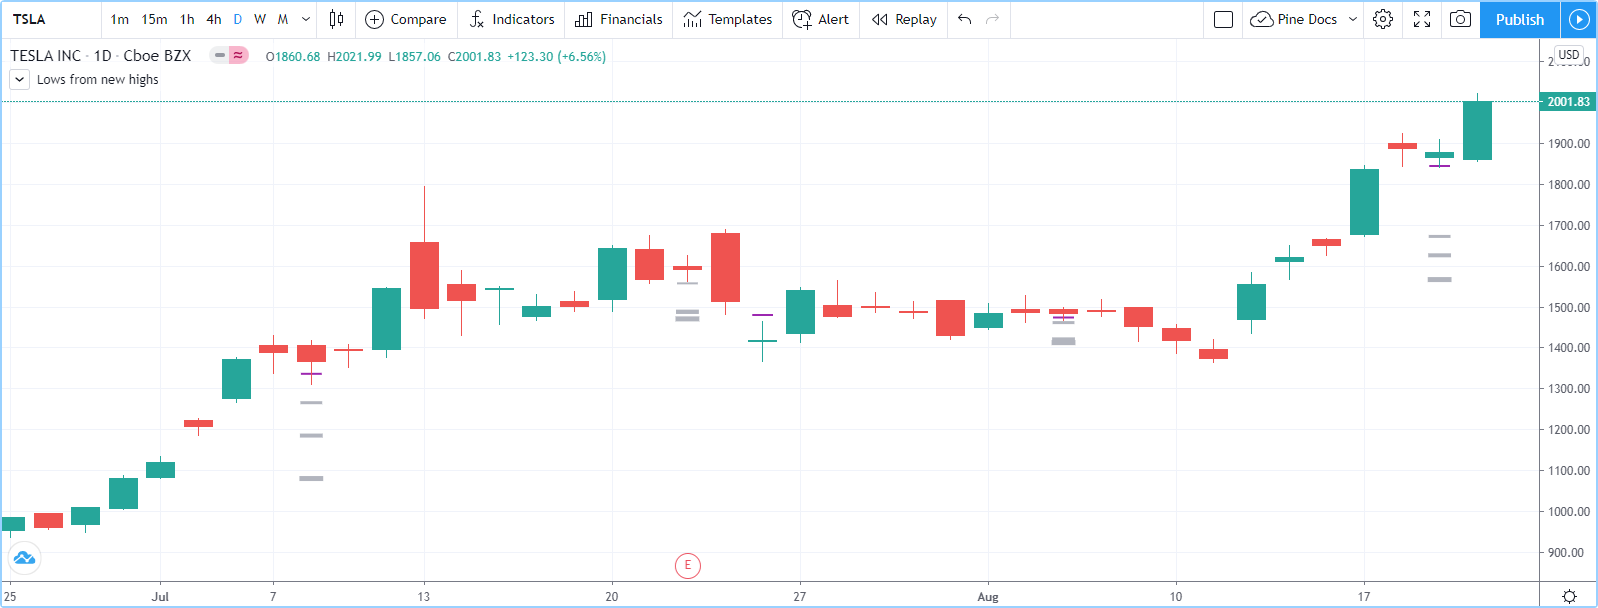 TSLA 1m 15m 1h 4h D W M Compare Indicators Financials Templates Alert Replay Pine Docs Publish
TESLA INC · 1D · Cboe BZX O1860.68 H2021.99 L1857.06 C2001.83 +123.30 (+6.56%)
USD
Lows from new highs
2001.83
1900.00
1800.00
1700.00
1600.00
1500.00
1400.00
1300.00
1200.00
1100.00
1000.00
900.00
E
25 Jul 7 13 20 27 Aug 10 17